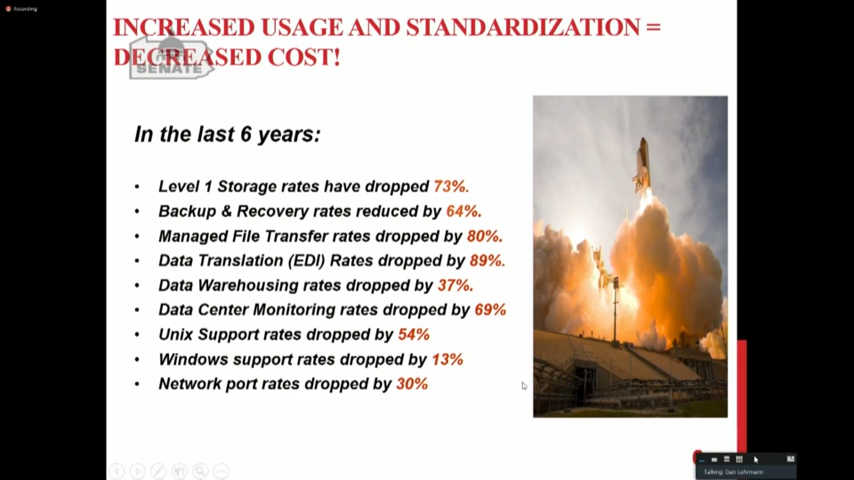 Recording
INCREASED USAGE AND STANDARDIZATION =
DECREASED COST!
SENATE
In the last 6 years:
• Level 1 Storage rates have dropped 73%.
• Backup & Recovery rates reduced by 64%.
• Managed File Transfer rates dropped by 80%.
• Data Translation (EDI) Rates dropped by 89%.
• Data Warehousing rates dropped by 37%.
• Data Center Monitoring rates dropped by 69%
• Unix Support rates dropped by 54%
• Windows support rates dropped by 13%
• Network port rates dropped by 30%
Talking: Dan Lohrmann